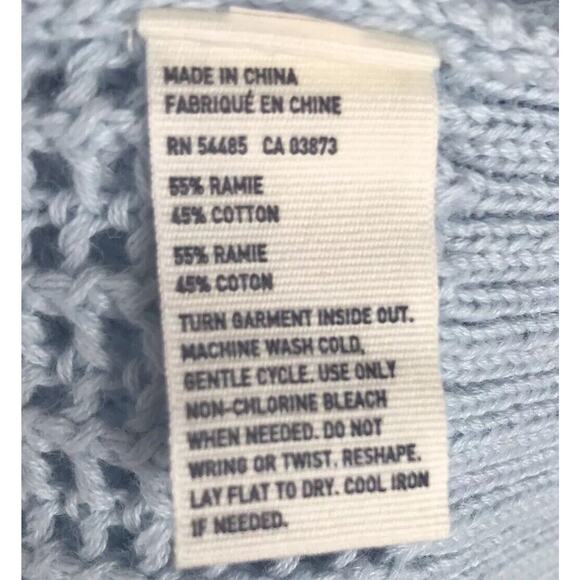 MADE IN CHINA
FABRIQUÉ EN CHINE
RN 54485 CA 03873
55% RAMIE
45% COTTON
55% RAMIE
45% COTON
TURN GARMENT INSIDE OUT.
MACHINE WASH COLD,
GENTLE CYCLE. USE ONLY
NON-CHLORINE BLEACH
WHEN NEEDED. DO NOT
WRING OR TWIST. RESHAPE.
LAY FLAT TO DRY. COOL IRON
IF NEEDED.